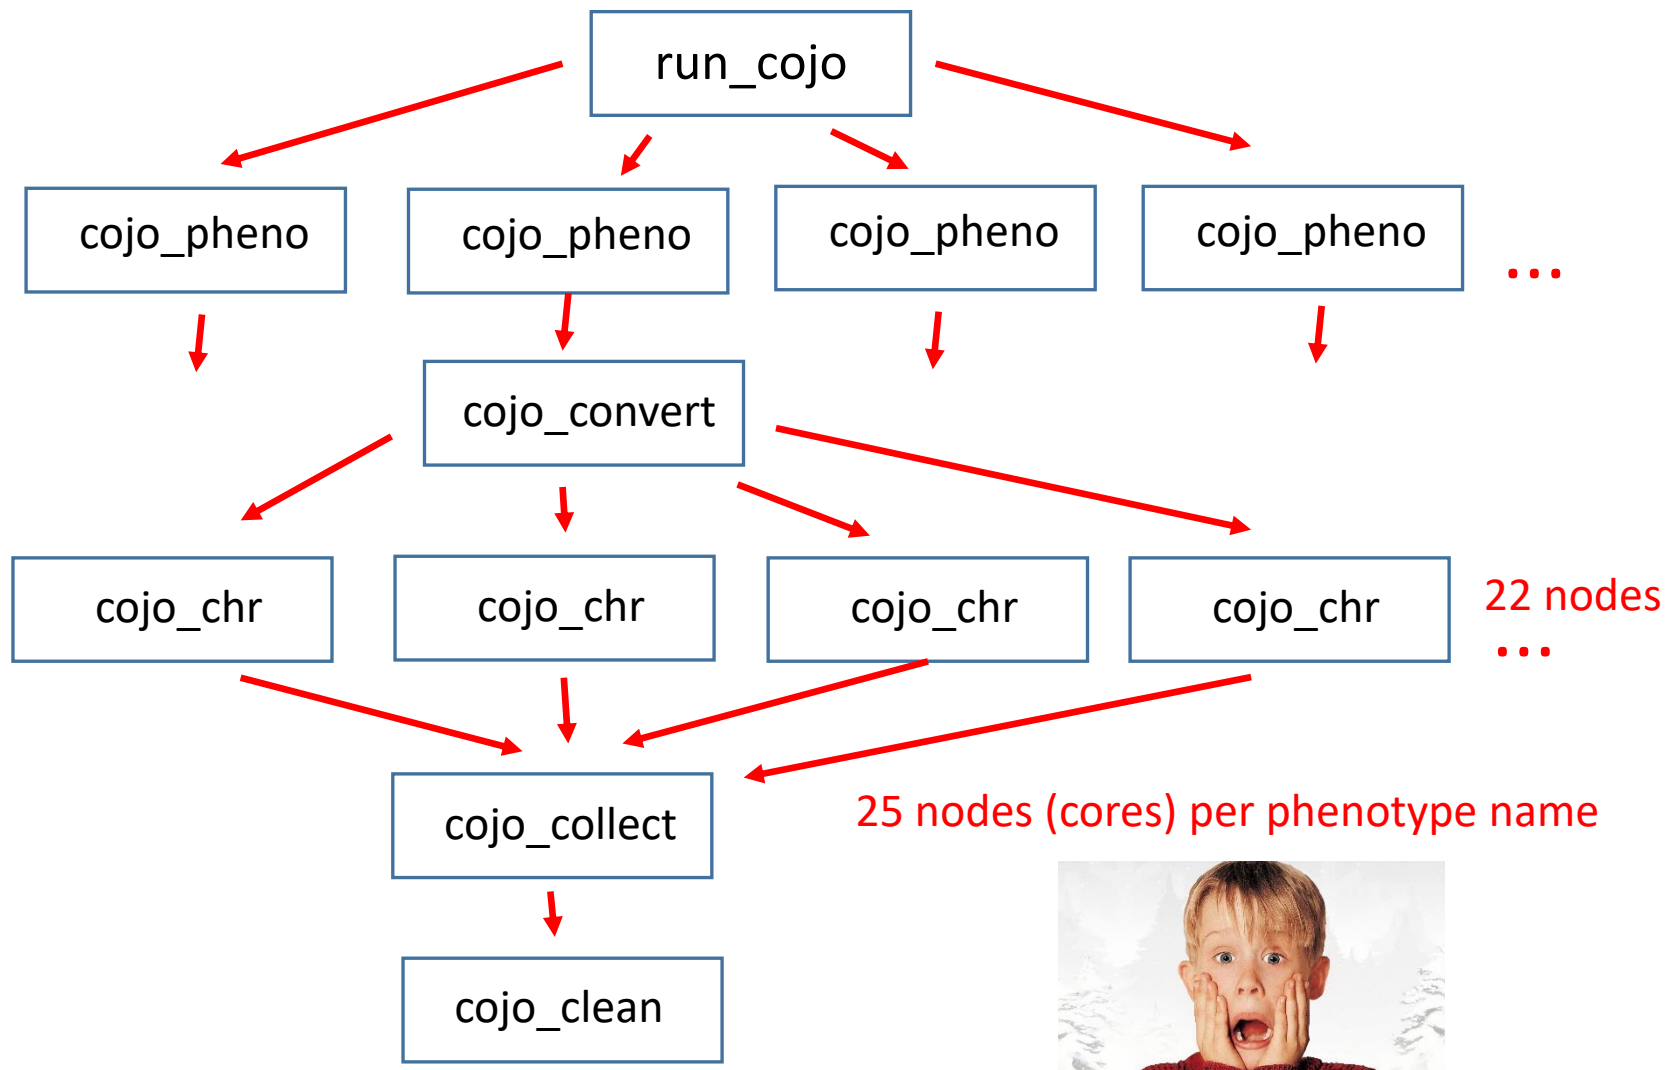 run_cojo
cojo_pheno
cojo_pheno
cojo_pheno
cojo_pheno
...
cojo_convert
cojo_chr
cojo_chr
cojo_chr
cojo_chr
22 nodes
...
cojo_collect
25 nodes (cores) per phenotype name
cojo_clean